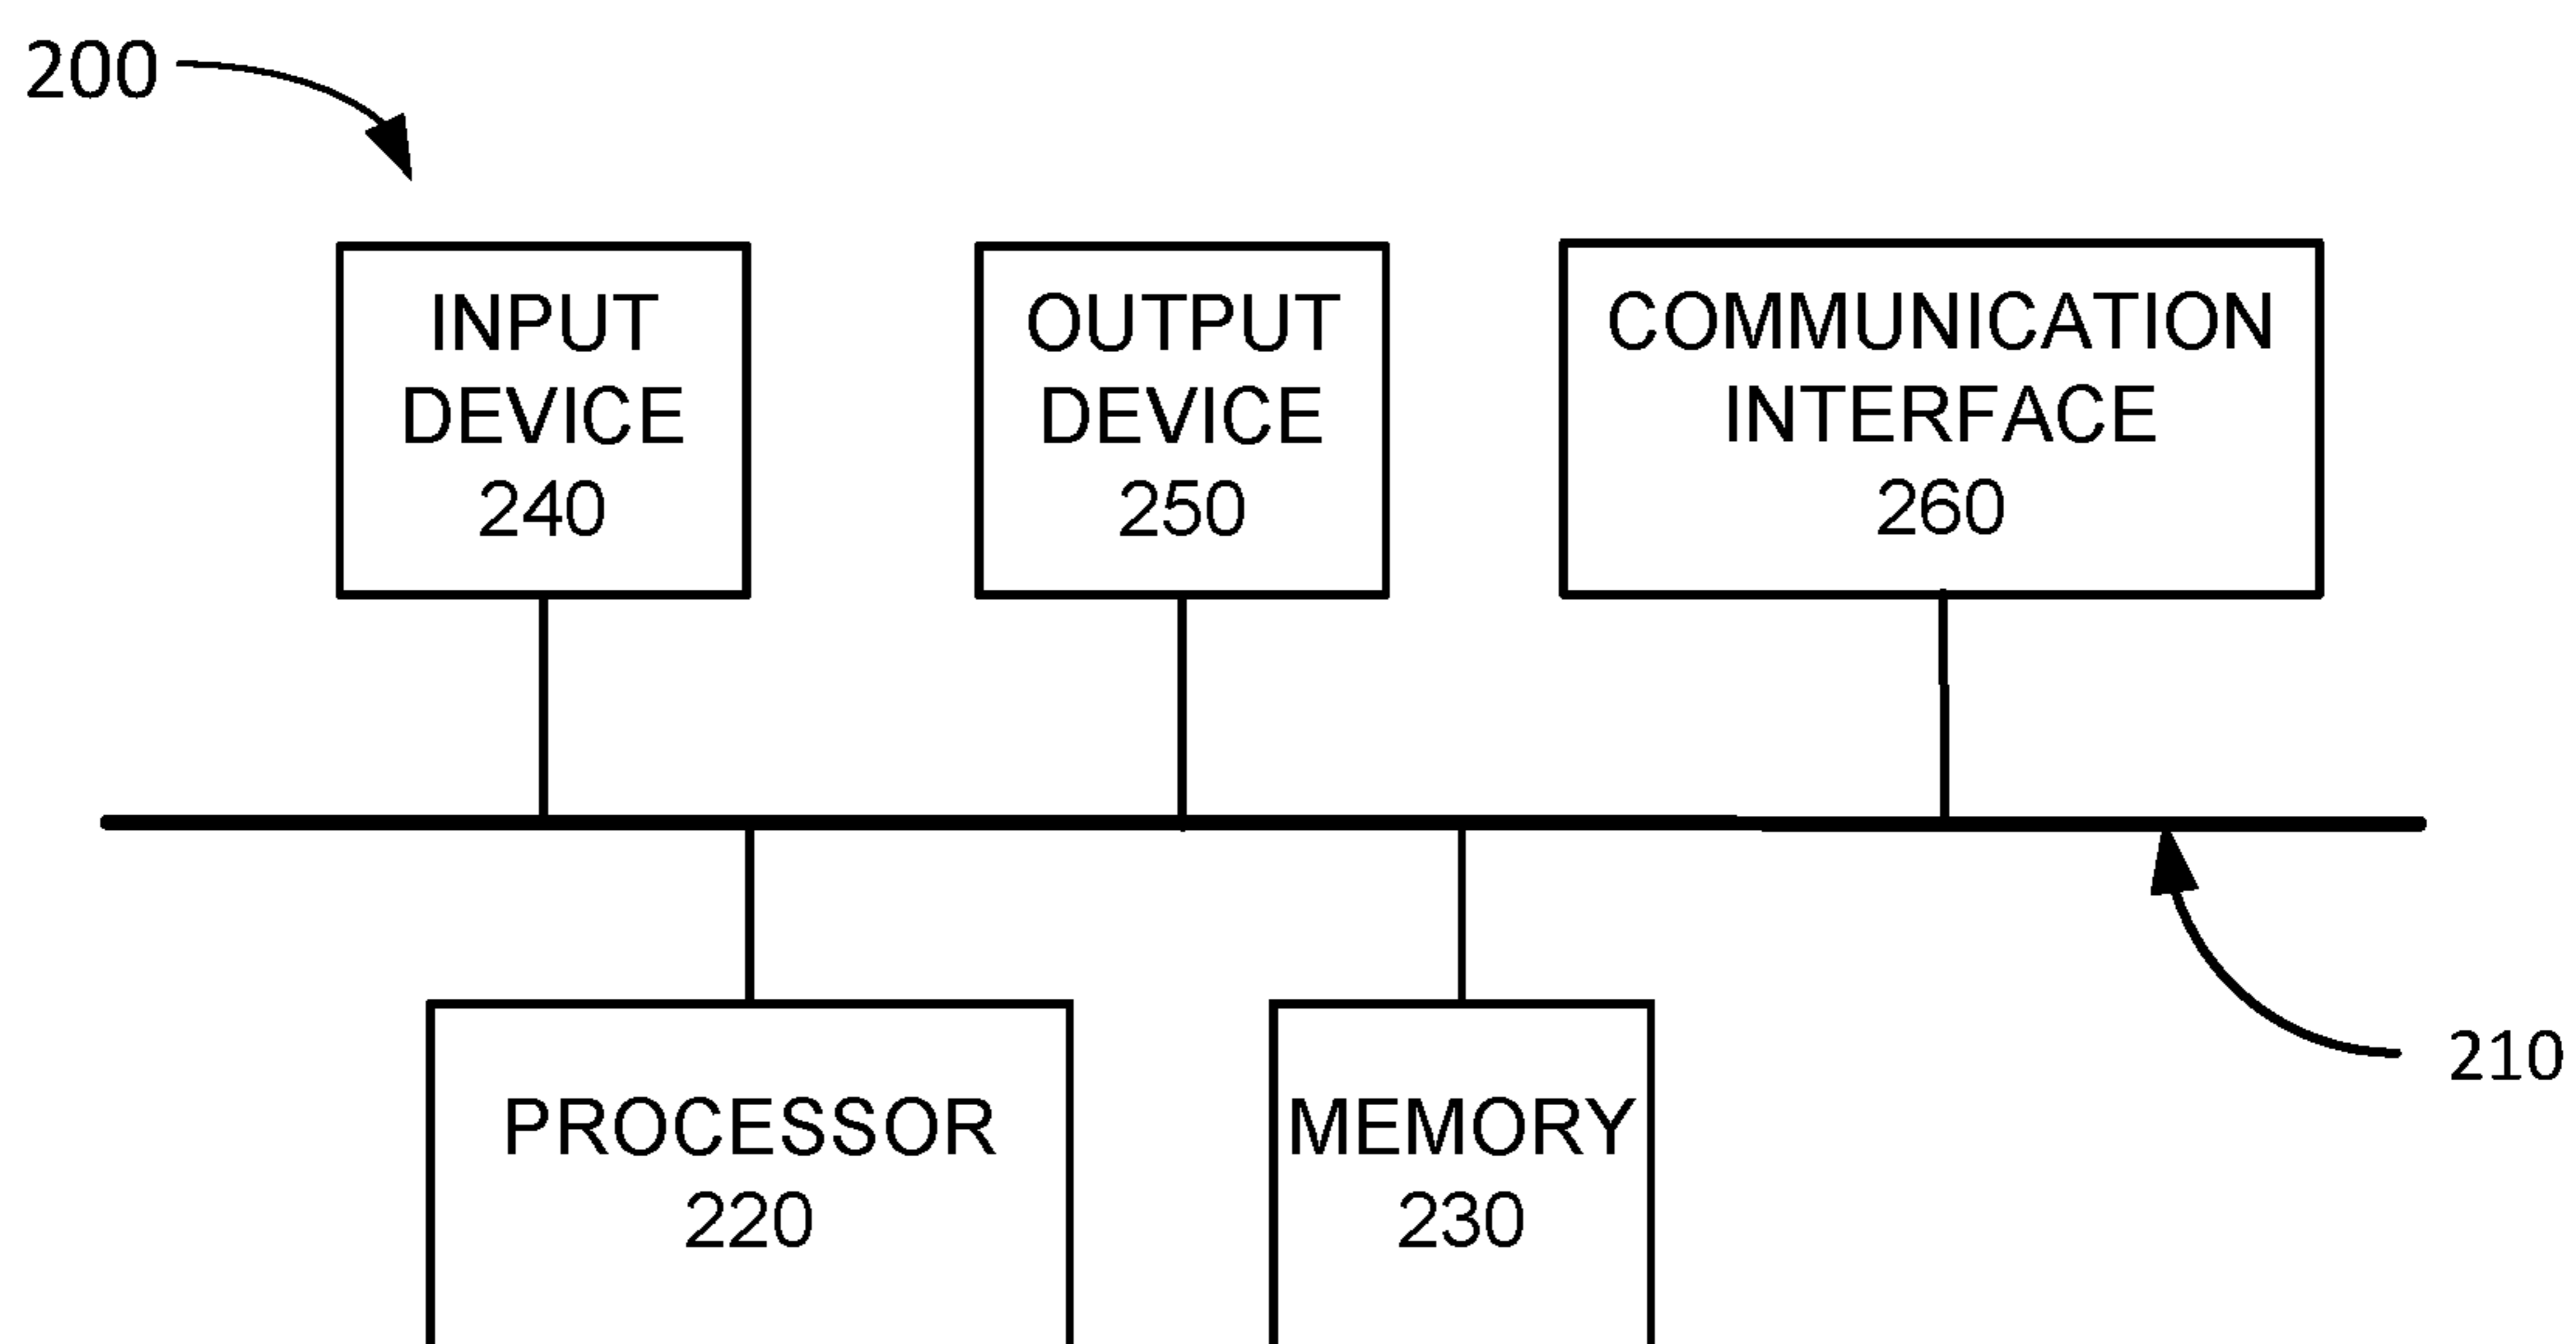 200
INPUT
DEVICE
240
OUTPUT
DEVICE
250
COMMUNICATION
INTERFACE
260
210
PROCESSOR
220
MEMORY
230